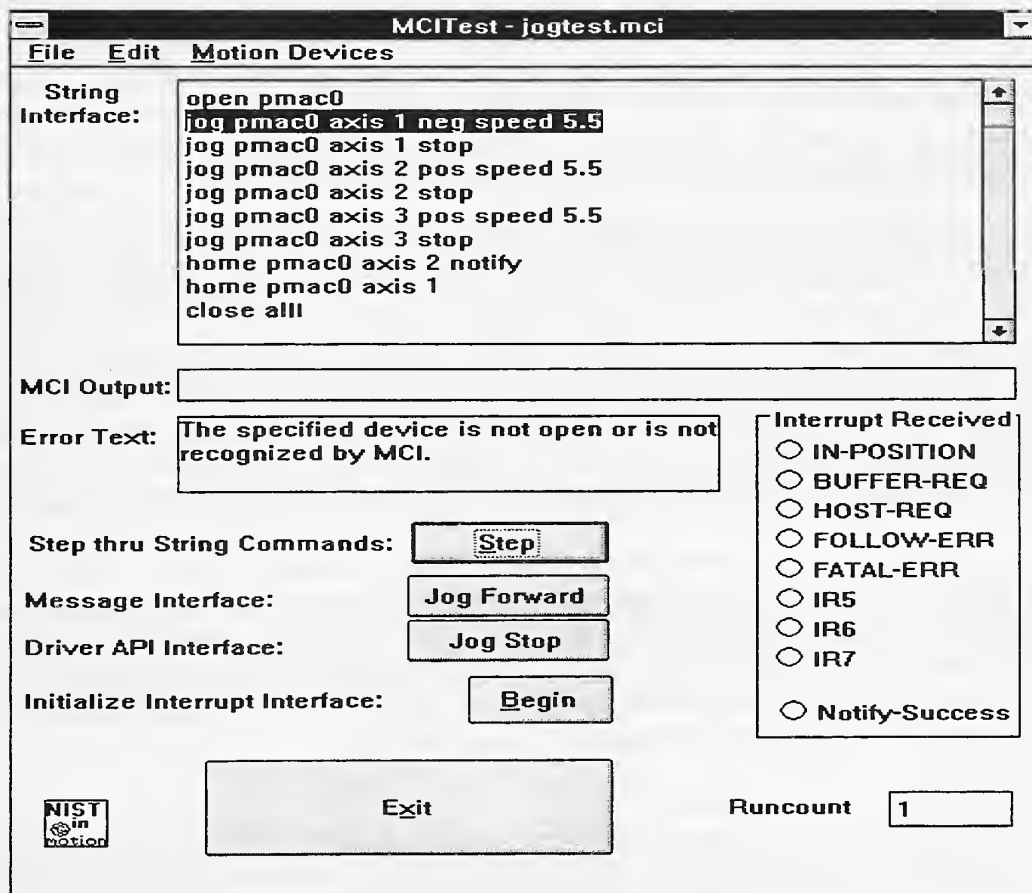 MCITest - jogtest.mci
File Edit Motion Devices
String Interface:
open pmac0
jog pmac0 axis 1 neg speed 5.5
jog pmac0 axis 1 stop
jog pmac0 axis 2 pos speed 5.5
jog pmac0 axis 2 stop
jog pmac0 axis 3 pos speed 5.5
jog pmac0 axis 3 stop
home pmac0 axis 2 notify
home pmac0 axis 1
close alll
MCI Output:
Error Text:
The specified device is not open or is not
recognized by MCI.
Interrupt Received
IN-POSITION
BUFFER-REQ
HOST-REQ
FOLLOW-ERR
FATAL-ERR
IR5
IR6
IR7
Notify-Success
Step thru String Commands: Step
Message Interface: Jog Forward
Driver API Interface: Jog Stop
Initialize Interrupt Interface: Begin
NIST
in
motion
Exit
Runcount 1